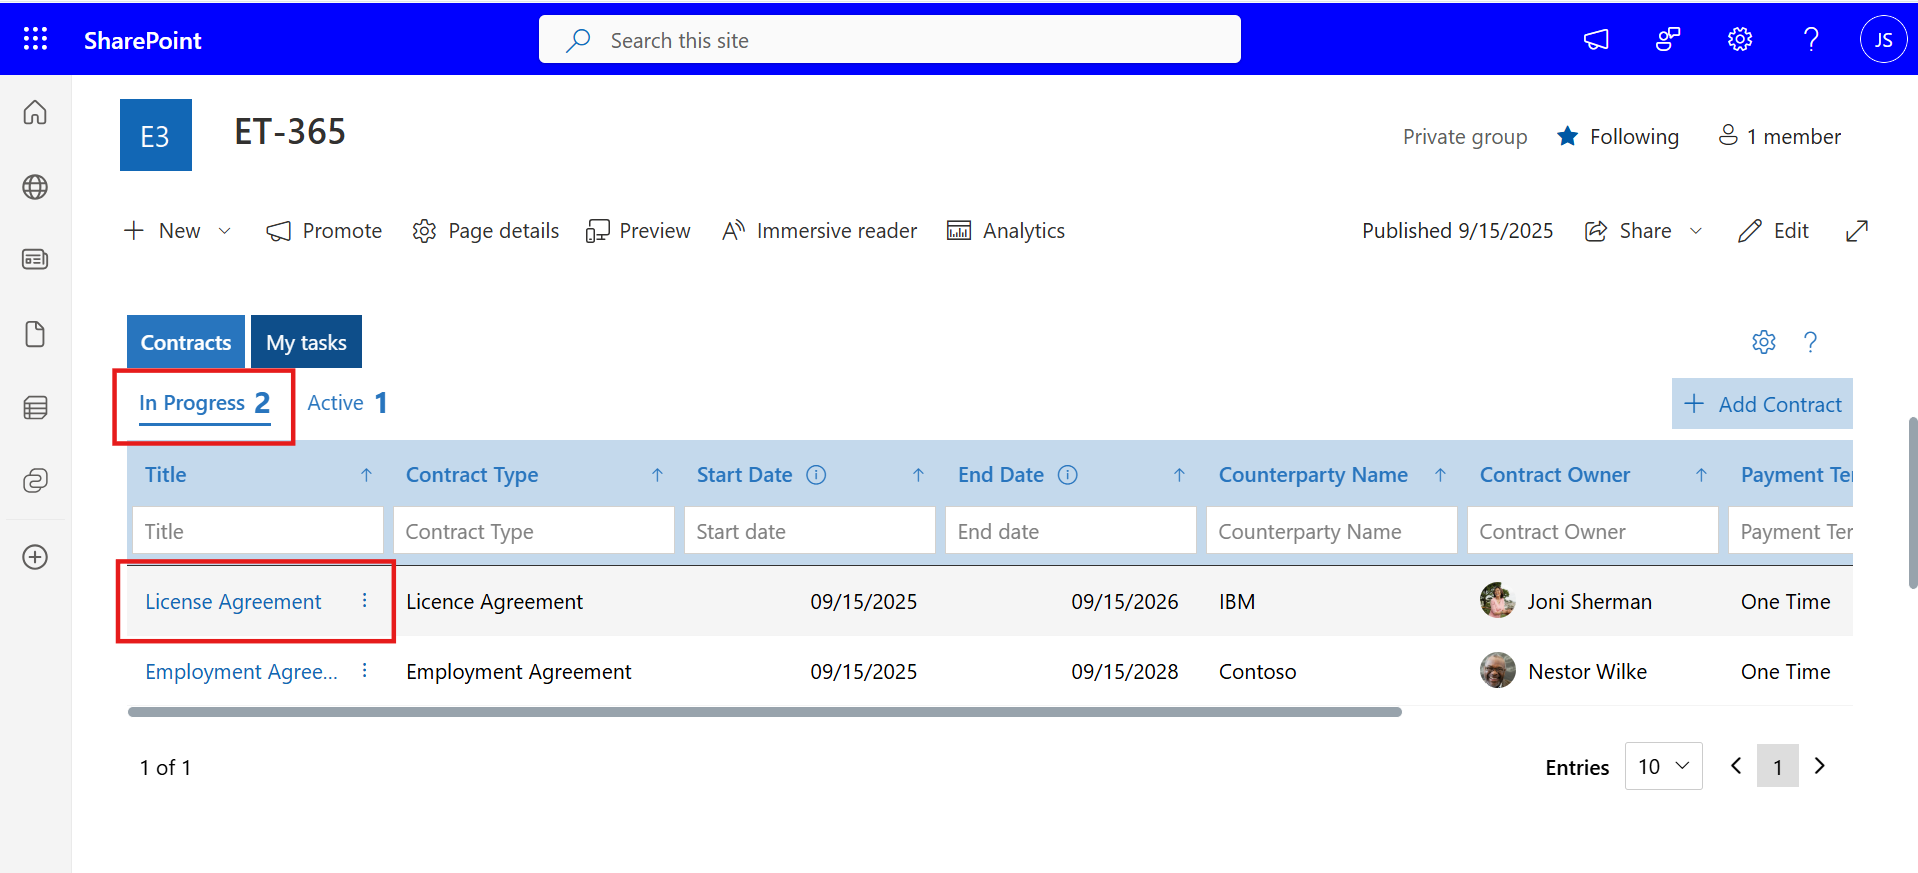 SharePoint
Search this site
JS
E3
ET-365
Private group
Following
1 member
New
Promote
Page details
Preview
Immersive reader
Analytics
Published 9/15/2025
Share
Edit
Contracts
My tasks
In Progress 2
Active 1
+ Add Contract
Title
Contract Type
Start Date
End Date
Counterparty Name
Contract Owner
Payment Ter
Title
Contract Type
Start date
End date
Counterparty Name
Contract Owner
Payment Ter
License Agreement
Licence Agreement
09/15/2025
09/15/2026
IBM
Joni Sherman
One Time
Employment Agree...
Employment Agreement
09/15/2025
09/15/2028
Contoso
Nestor Wilke
One Time
1 of 1
Entries
10
1